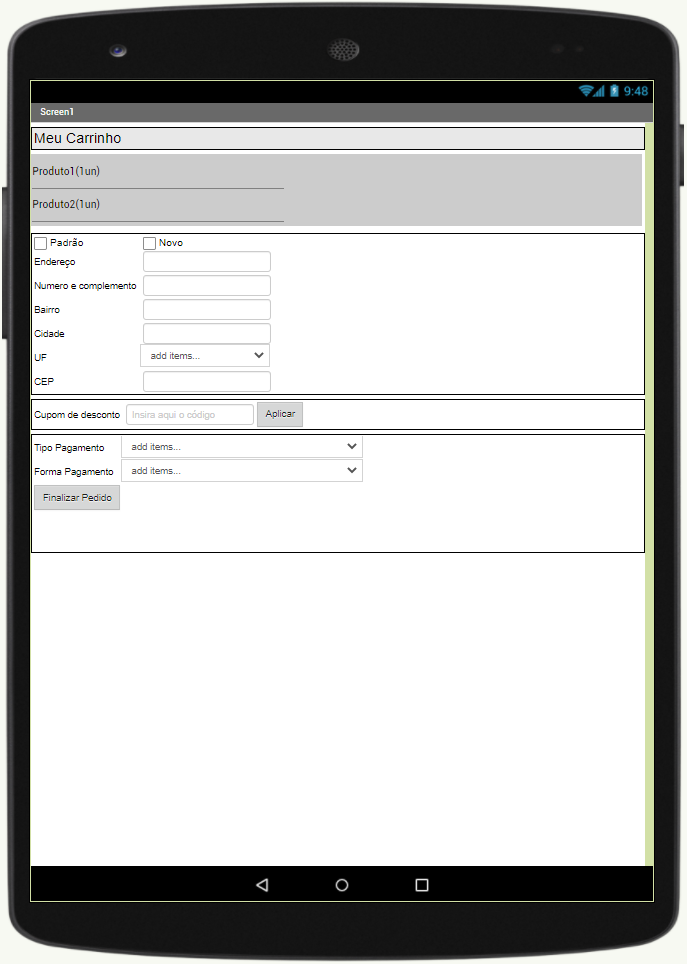 9:48
Screen1
Meu Carrinho
Produto1(1un)
Produto2(1un)
Padrão Novo
Endereço
Numero e complemento
Bairro
Cidade
UF add items...
CEP
Cupom de desconto Insira aqui o código Aplicar
Tipo Pagamento add items...
Forma Pagamento add items...
Finalizar Pedido